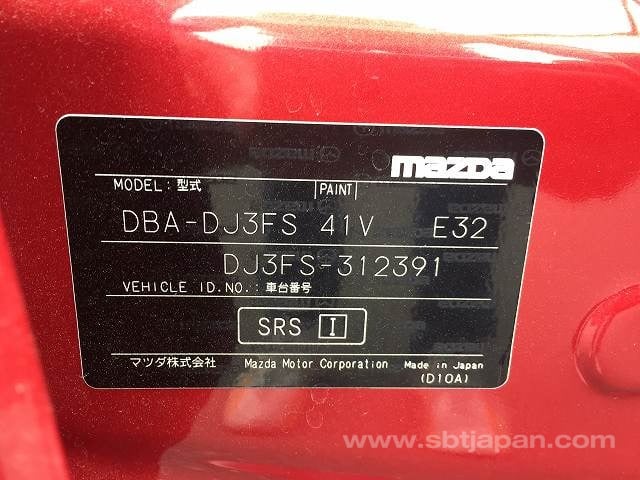 mazda
MODEL: 型式 PAINT
DBA-DJ3FS 41V E32
DJ3FS-312391
VEHICLE ID.NO.: 車台番号
SRS I
マツダ株式会社 Mazda Motor Corporation Made in Japan
(D10A)
www.sbtjapan.com